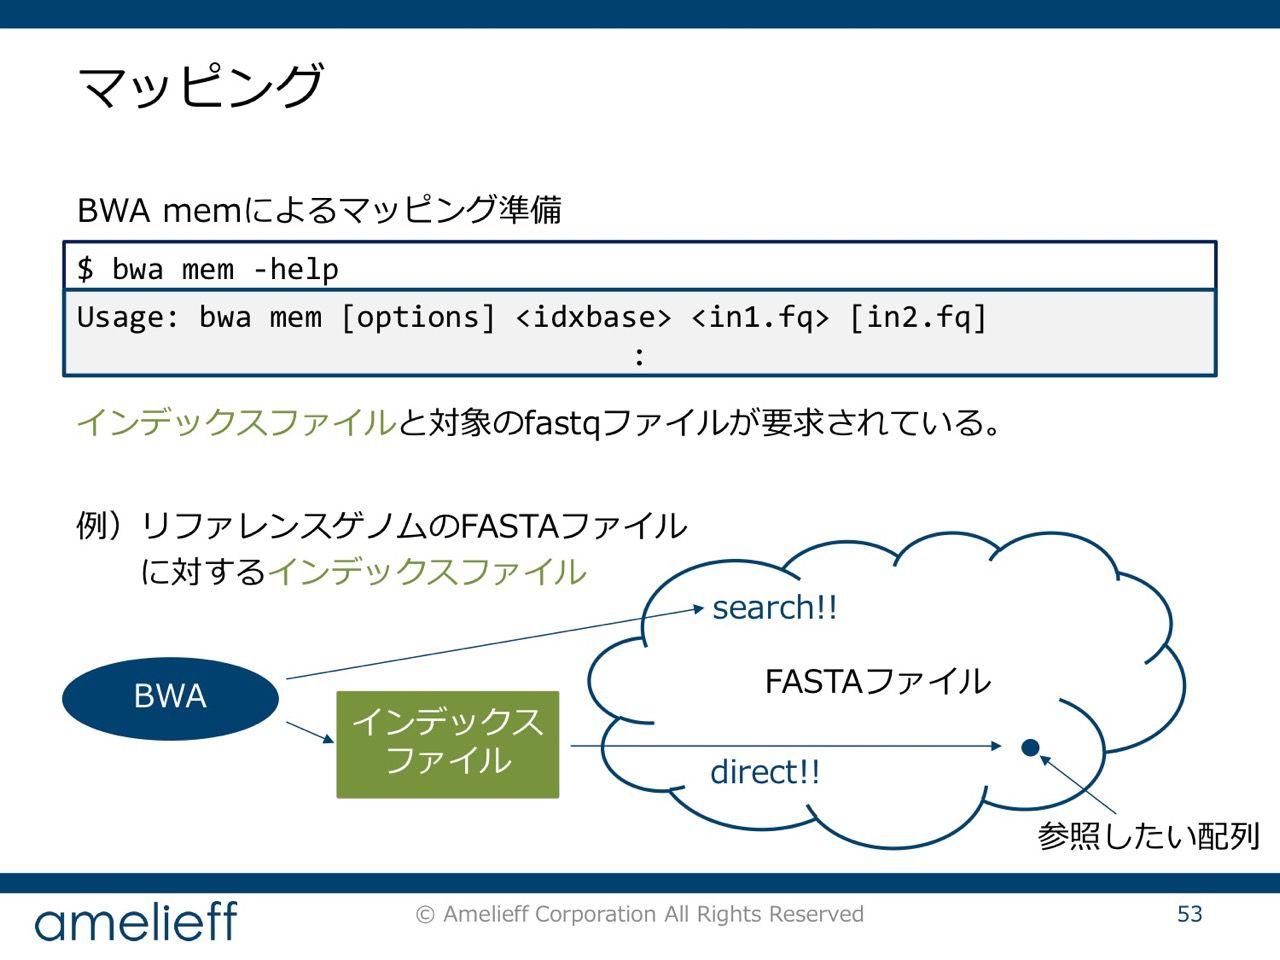 マッピング
BWA memによるマッピング準備
$ bwa mem -help
Usage: bwa mem [options] <idxbase> <in1.fq> [in2.fq]
:
インデックスファイルと対象のfastqファイルが要求されている。
例）リファレンスゲノムのFASTAファイル
に対するインデックスファイル
search!!
FASTAファイル
BWA
インデックス
ファイル
direct!!
参照したい配列
amelieff
© Amelieff Corporation All Rights Reserved
53